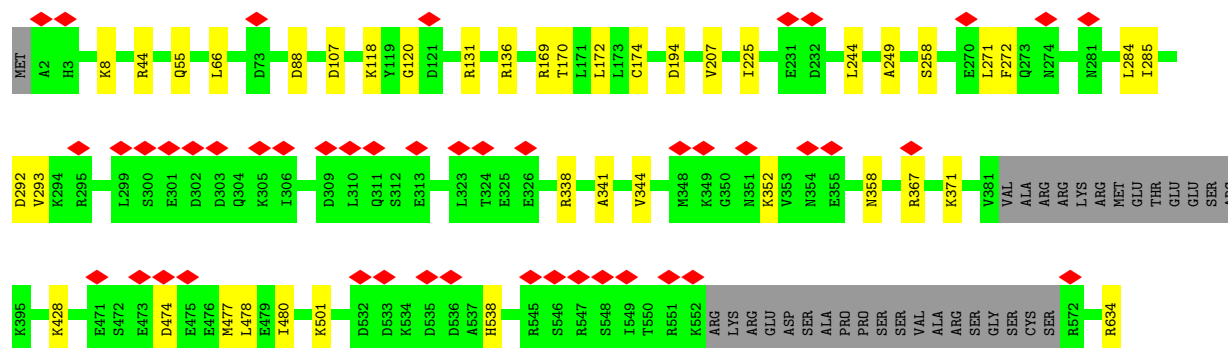 MET A2 H3 K8 R44 Q55 L66 D73 D88 D107 K118 Y119 G120 D121 R131 R136 R169 T170 L171 L172 L173 C174 D194 V207 I225 E231 D232 L244 A249 S258 E270 L271 F272 Q273 N274 N281 L284 I285
D292 V293 K294 R295 L299 S300 E301 D302 D303 Q304 K305 I306 D309 L310 Q311 S312 E313 L323 T324 E325 E326 R338 A341 V344 M348 K349 G350 N351 K352 V353 N354 E355 N358 R367 K371 V381 VAL ALA ARG ARG LYS ARG MET GLU THR GLU GLU SER ARG
K395 K428 E471 S472 E473 D474 E475 E476 M477 L478 E479 I480 K501 D532 D533 K534 D535 D536 A537 H538 R545 S546 R547 S548 I549 T550 R551 K552 ARG LYS ARG GLU ASP SER ALA PRO PRO SER SER VAL ALA ARG SER GLY SER CYS SER R572 R634